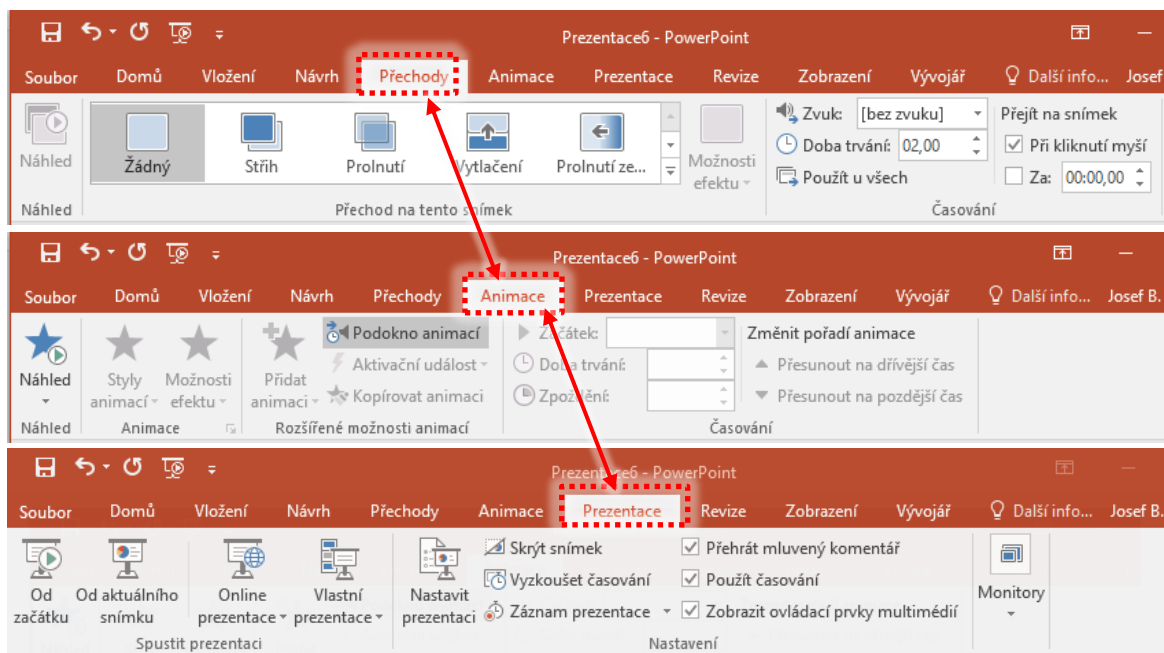 Prezentace6 - PowerPoint
Soubor Domů Vložení Návrh Přechody Animace Prezentace Revize Zobrazení Vývojář Další info... Josef
Náhled
Žádný Střih Prolnutí Vytlačení Prolnutí ze...
Možnosti efektu
Zvuk: [bez zvuku]
Doba trvání: 02,00
Použít u všech
Přejít na snímek
Při kliknutí myší
Za: 00:00,00
Náhled Přechod na tento snímek Časování
Prezentace6 - PowerPoint
Soubor Domů Vložení Návrh Přechody Animace Prezentace Revize Zobrazení Vývojář Další info... Josef B.
Náhled
Styly animací
Možnosti efektu
Přidat animaci
Podokno animací
Aktivační událost
Kopírovat animaci
Začátek:
Doba trvání:
Zpoždění:
Změnit pořadí animace
Přesunout na dřívější čas
Přesunout na pozdější čas
Náhled Animace Rozšířené možnosti animací Časování
Prezentace6 - PowerPoint
Soubor Domů Vložení Návrh Přechody Animace Prezentace Revize Zobrazení Vývojář Další info... Josef B.
Od začátku
Od aktuálního snímku
Online prezentace
Vlastní prezentace
Nastavit prezentaci
Skrýt snímek
Vyzkoušet časování
Záznam prezentace
Přehrát mluvený komentář
Použít časování
Zobrazit ovládací prvky multimédií
Monitory
Spustit prezentaci Nastavení